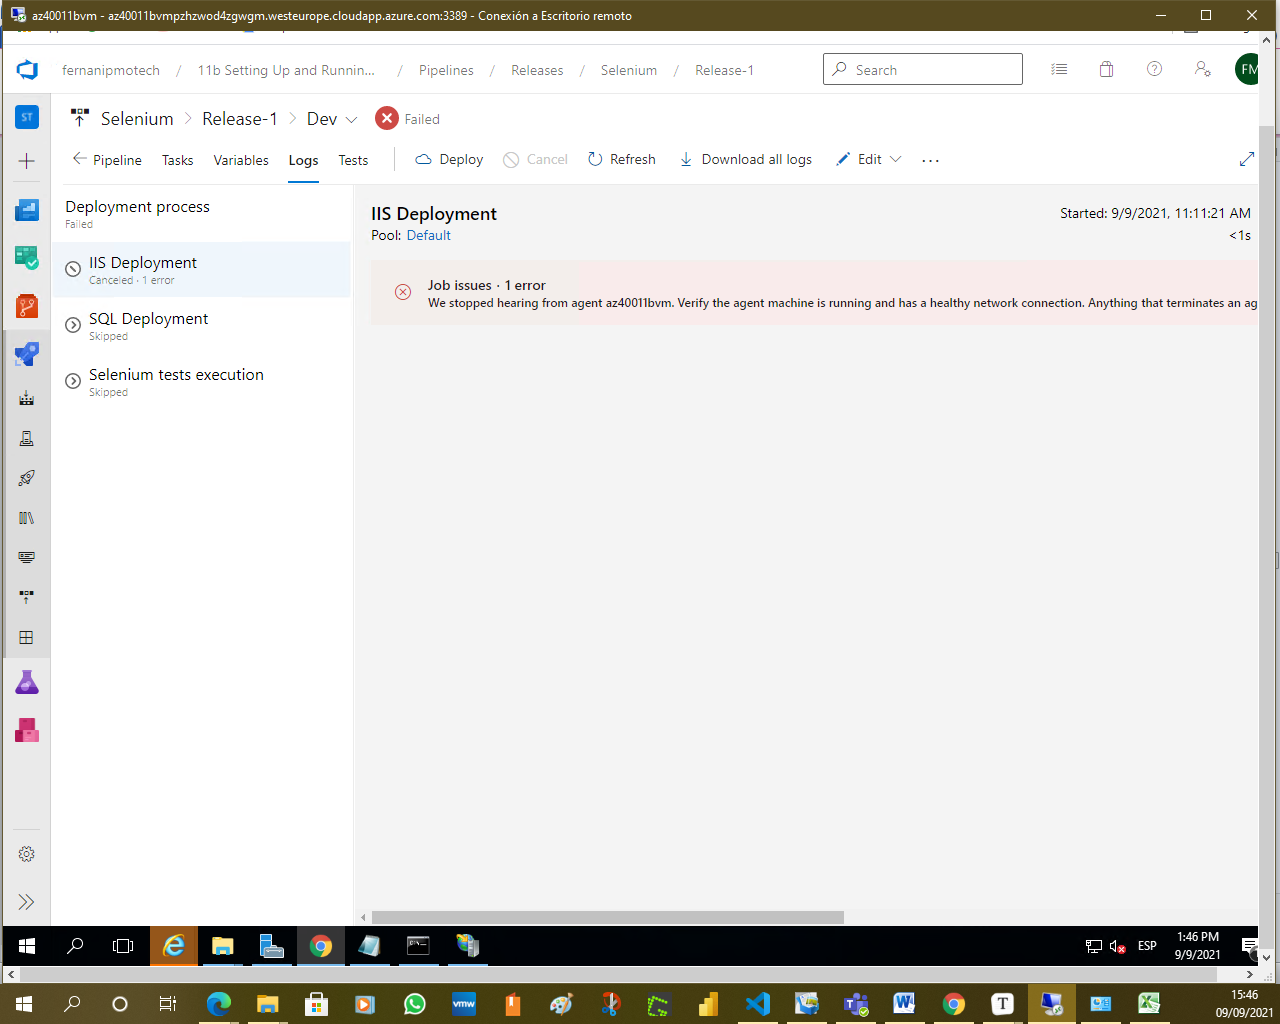 az40011bvm - az40011bvmpzhzwod4zgwgm.westeurope.cloudapp.azure.com:3389 - Conexión a Escritorio remoto
fernanipmotech / 11b Setting Up and Runnin... / Pipelines / Releases / Selenium / Release-1
Search
FM
ST
Selenium > Release-1 > Dev
Failed
Pipeline Tasks Variables Logs Tests Deploy Cancel Refresh Download all logs Edit ...
Deployment process
Failed
IIS Deployment
Canceled · 1 error
SQL Deployment
Skipped
Selenium tests execution
Skipped
IIS Deployment
Started: 9/9/2021, 11:11:21 AM
Pool: Default
<1s
Job issues · 1 error
We stopped hearing from agent az40011bvm. Verify the agent machine is running and has a healthy network connection. Anything that terminates an ag
ESP
1:46 PM
9/9/2021
vmw
T
15:46
09/09/2021